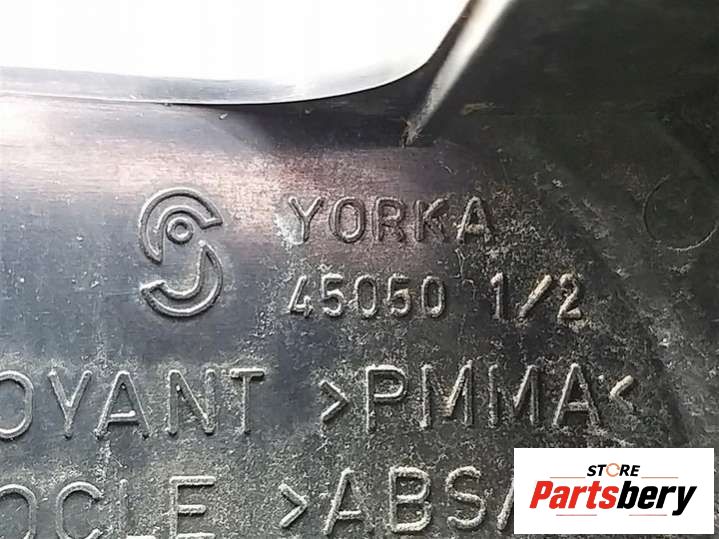 YORKA
45050 1/2
OYANT >PMMA<
OCLE >ABS/
STORE
Partsbery